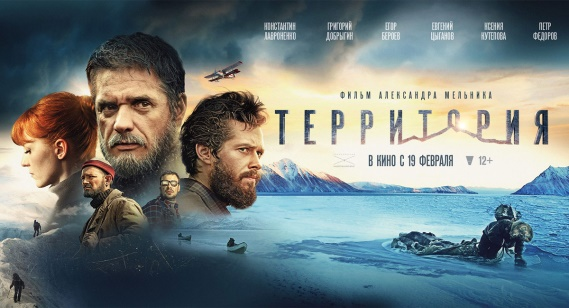 КОНСТАНТИН ЛАВРОНЕНКО
ГРИГОРИЙ ДОБРЫГИН
ЕГОР БЕРОЕВ
ЕВГЕНИЙ ЦЫГАНОВ
КСЕНИЯ КУТЕПОВА
ПЕТР ФЕДОРОВ
ФИЛЬМ АЛЕКСАНДРА МЕЛЬНИКА
ТЕРРИТОРИЯ
В КИНО С 19 ФЕВРАЛЯ 12+